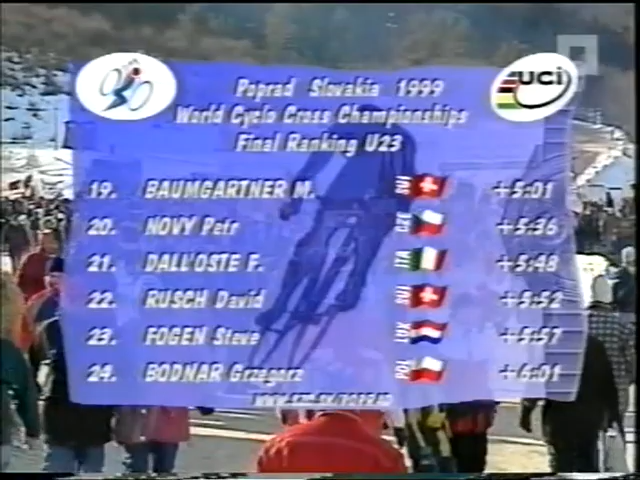 Poprad Slovakia 1999
UCI
World Cyclo Cross Championships
Final Ranking U23
19. BAUMGARTNER M. SUI +5:01
20. NOVY Petr CZE +5:36
21. DALL'OSTE F. ITA +5:48
22. RUSCH David SUI +5:52
23. FOGEN Steve LUX +5:57
24. BODNAR Grzegorz POL +6:01